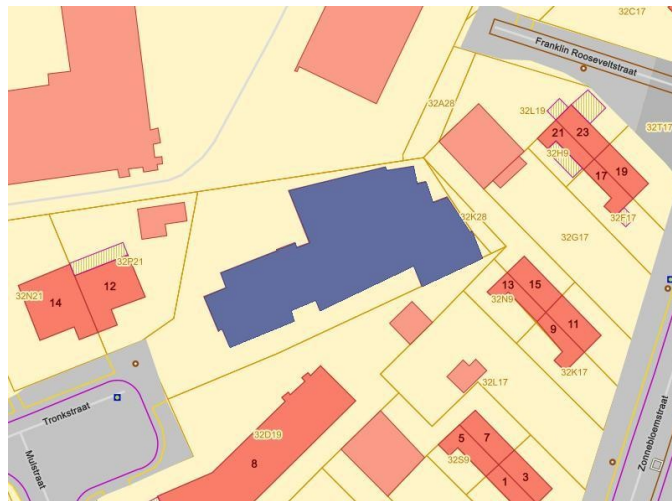 32C17
Franklin Rooseveltstraat
32A28
32L19
21
23
32T17
32H9
17
19
32F17
32K28
32G17
32P21
32N21
14
12
13
15
32N9
9
11
32K17
32L17
Tronkstraat
Muistraat
32D19
8
5
7
32S9
1
3
Zonnebloemstraat